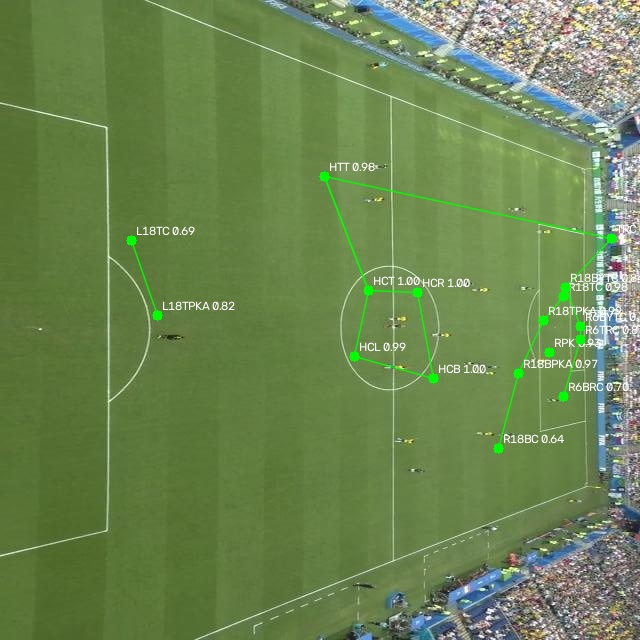 HTT 0.98
L18TC 0.69
HCT 1.00
HCR 1.00
R18TC 0.98
L18TPKA 0.82
R18TPKA
HCL 0.99
RPK 0.93
HCB 1.00
R18BPKA 0.97
R6BRC 0.70
R18BC 0.64